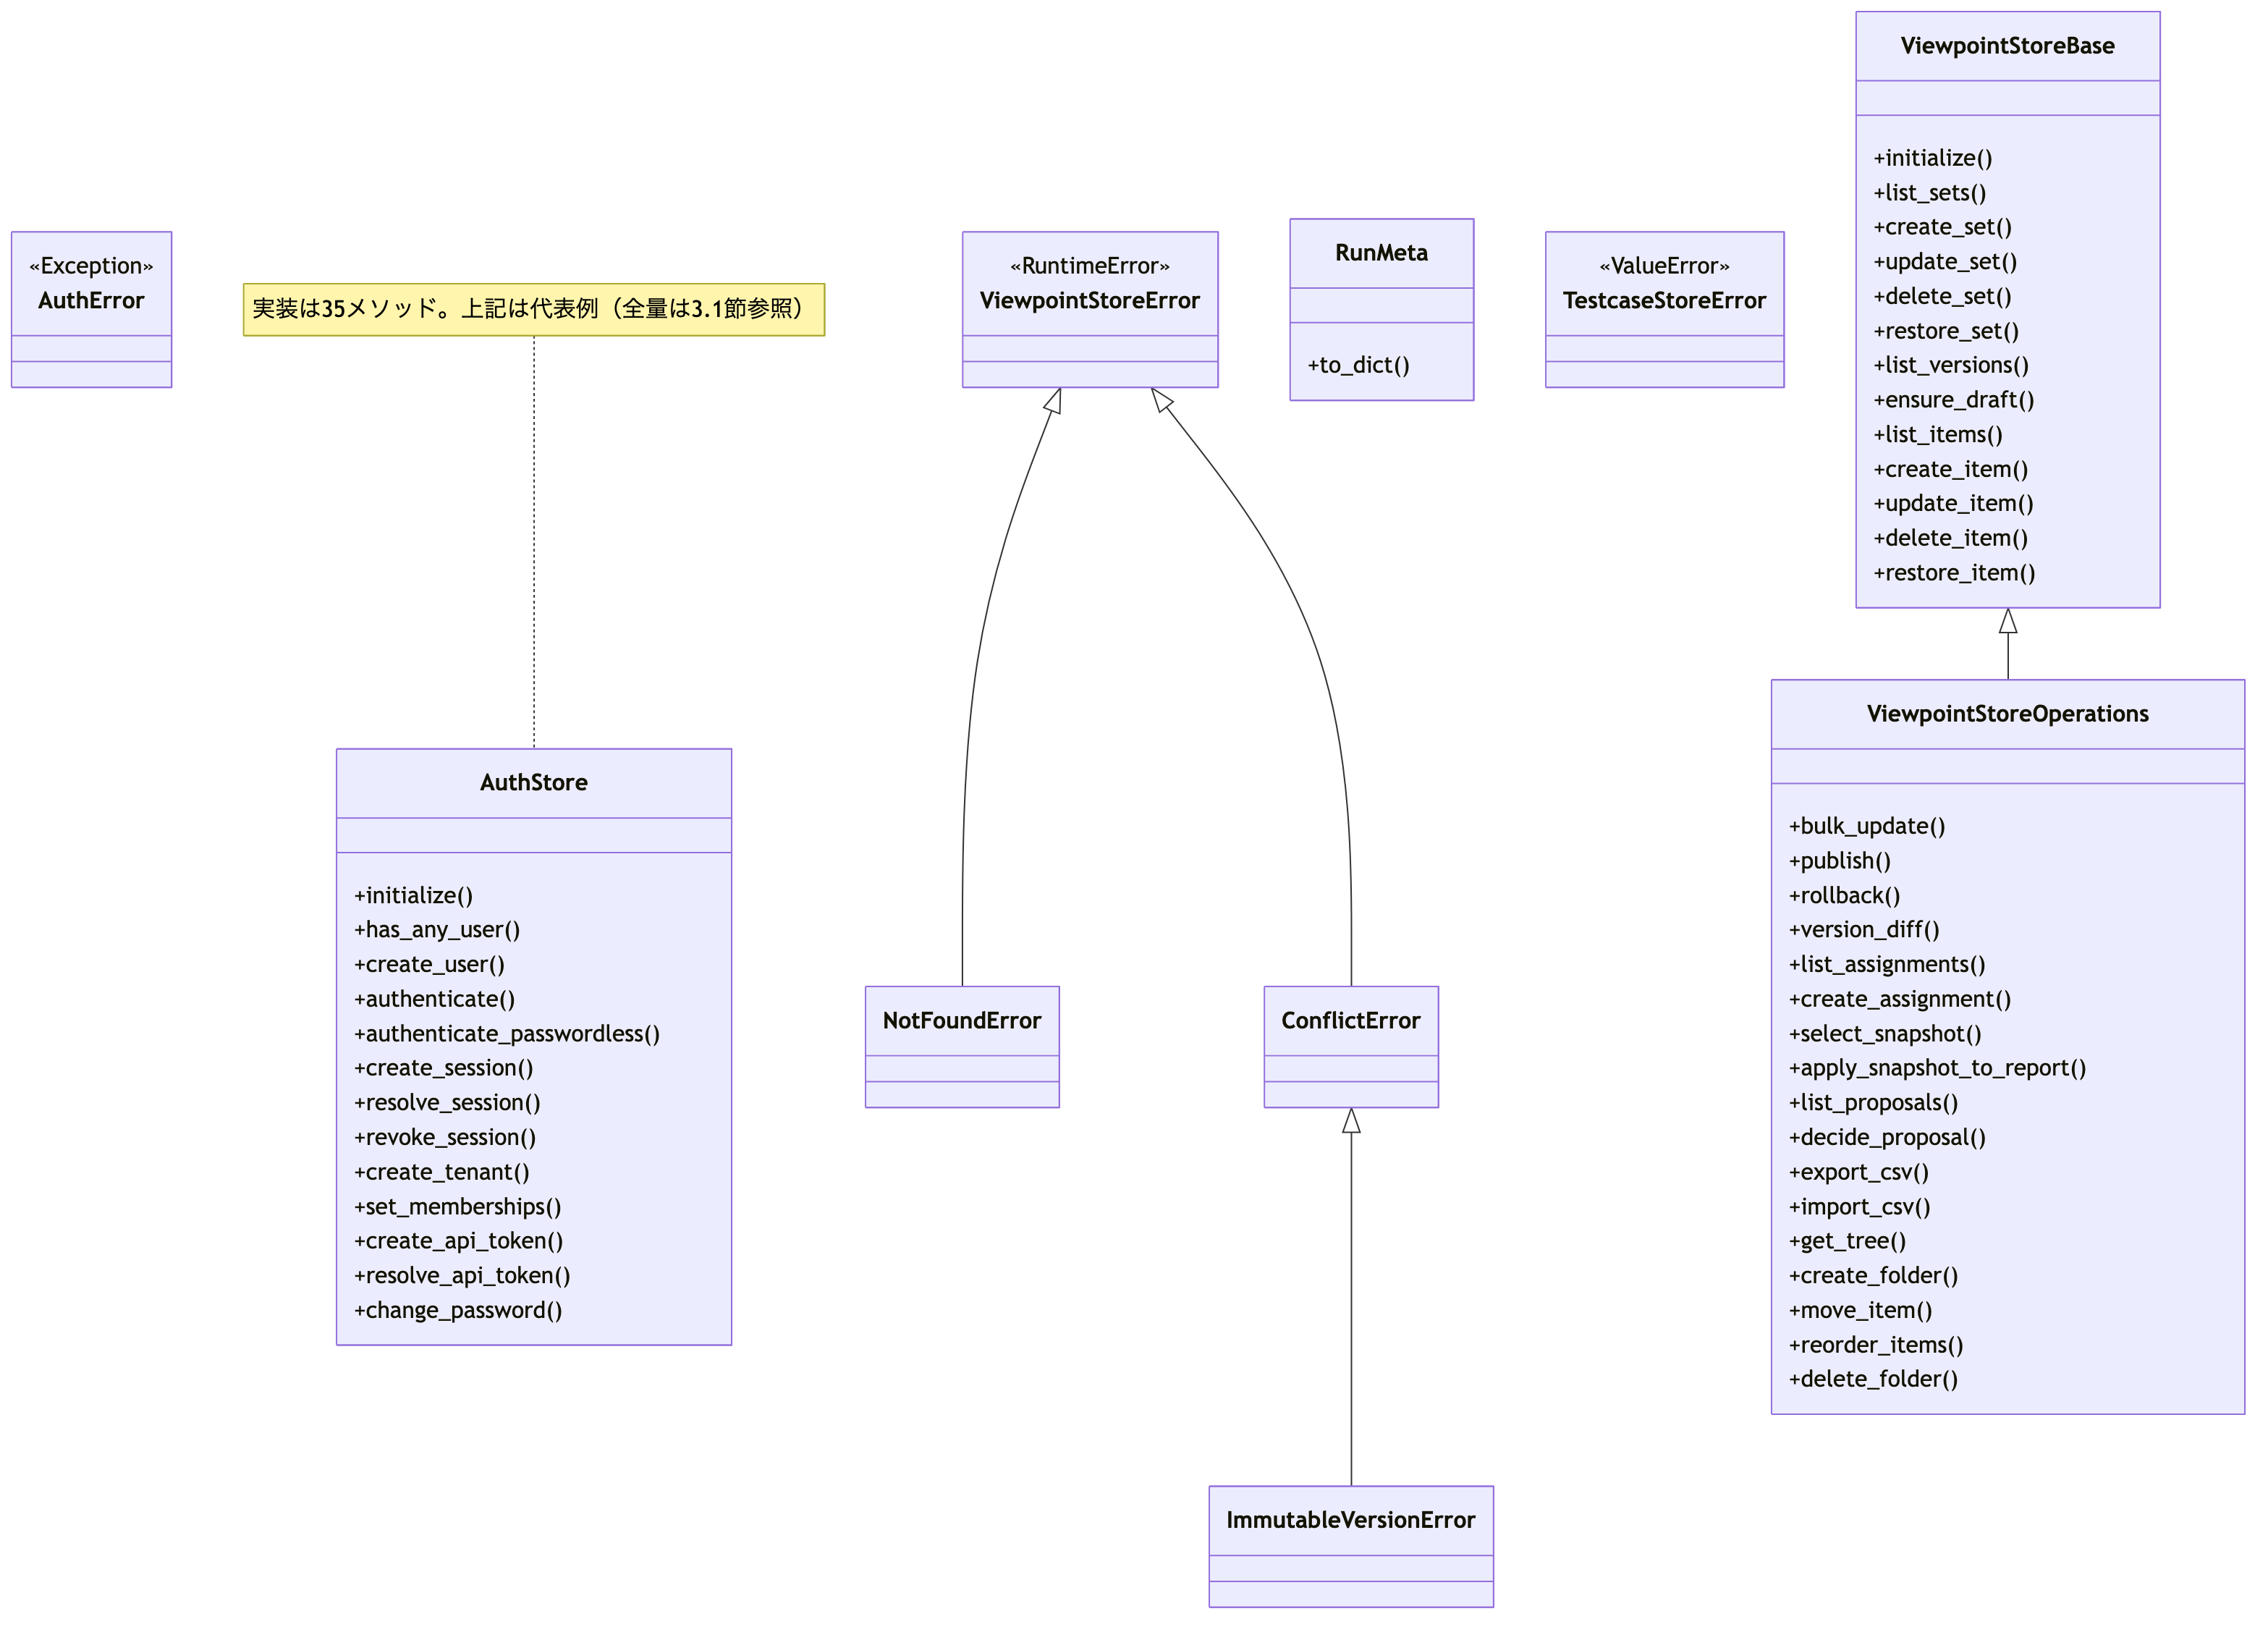 «Exception»
AuthError
実装は35メソッド。上記は代表例（全量は3.1節参照）
AuthStore
+initialize()
+has_any_user()
+create_user()
+authenticate()
+authenticate_passwordless()
+create_session()
+resolve_session()
+revoke_session()
+create_tenant()
+set_memberships()
+create_api_token()
+resolve_api_token()
+change_password()
«RuntimeError»
ViewpointStoreError
NotFoundError
ConflictError
ImmutableVersionError
RunMeta
+to_dict()
«ValueError»
TestcaseStoreError
ViewpointStoreBase
+initialize()
+list_sets()
+create_set()
+update_set()
+delete_set()
+restore_set()
+list_versions()
+ensure_draft()
+list_items()
+create_item()
+update_item()
+delete_item()
+restore_item()
ViewpointStoreOperations
+bulk_update()
+publish()
+rollback()
+version_diff()
+list_assignments()
+create_assignment()
+select_snapshot()
+apply_snapshot_to_report()
+list_proposals()
+decide_proposal()
+export_csv()
+import_csv()
+get_tree()
+create_folder()
+move_item()
+reorder_items()
+delete_folder()